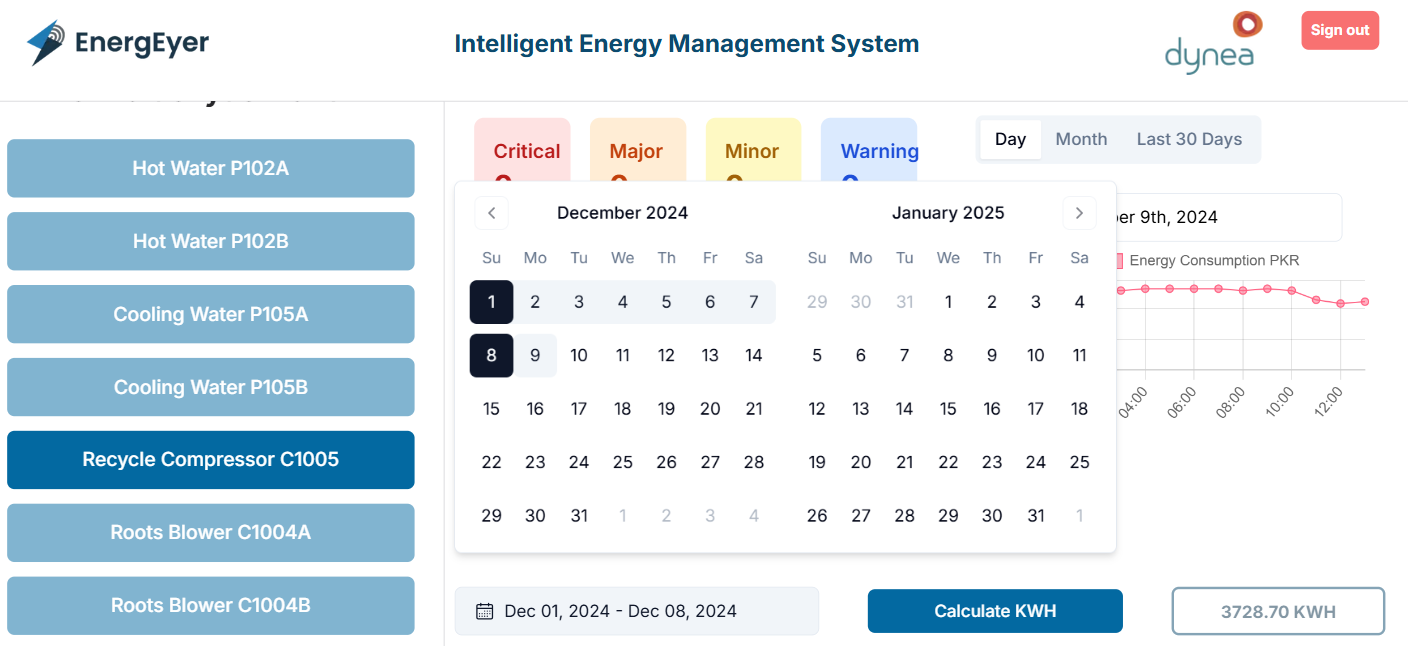 EnergEyer
Intelligent Energy Management System
dynea
Sign out
Hot Water P102A
Hot Water P102B
Cooling Water P105A
Cooling Water P105B
Recycle Compressor C1005
Roots Blower C1004A
Roots Blower C1004B
Critical
Major
Minor
Warning
Day Month Last 30 Days
9th, 2024
Energy Consumption PKR
04:00 06:00 08:00 10:00 12:00
December 2024
Su Mo Tu We Th Fr Sa
1 2 3 4 5 6 7
8 9 10 11 12 13 14
15 16 17 18 19 20 21
22 23 24 25 26 27 28
29 30 31 1 2 3 4
January 2025
Su Mo Tu We Th Fr Sa
29 30 31 1 2 3 4
5 6 7 8 9 10 11
12 13 14 15 16 17 18
19 20 21 22 23 24 25
26 27 28 29 30 31 1
Dec 01, 2024 - Dec 08, 2024
Calculate KWH
3728.70 KWH